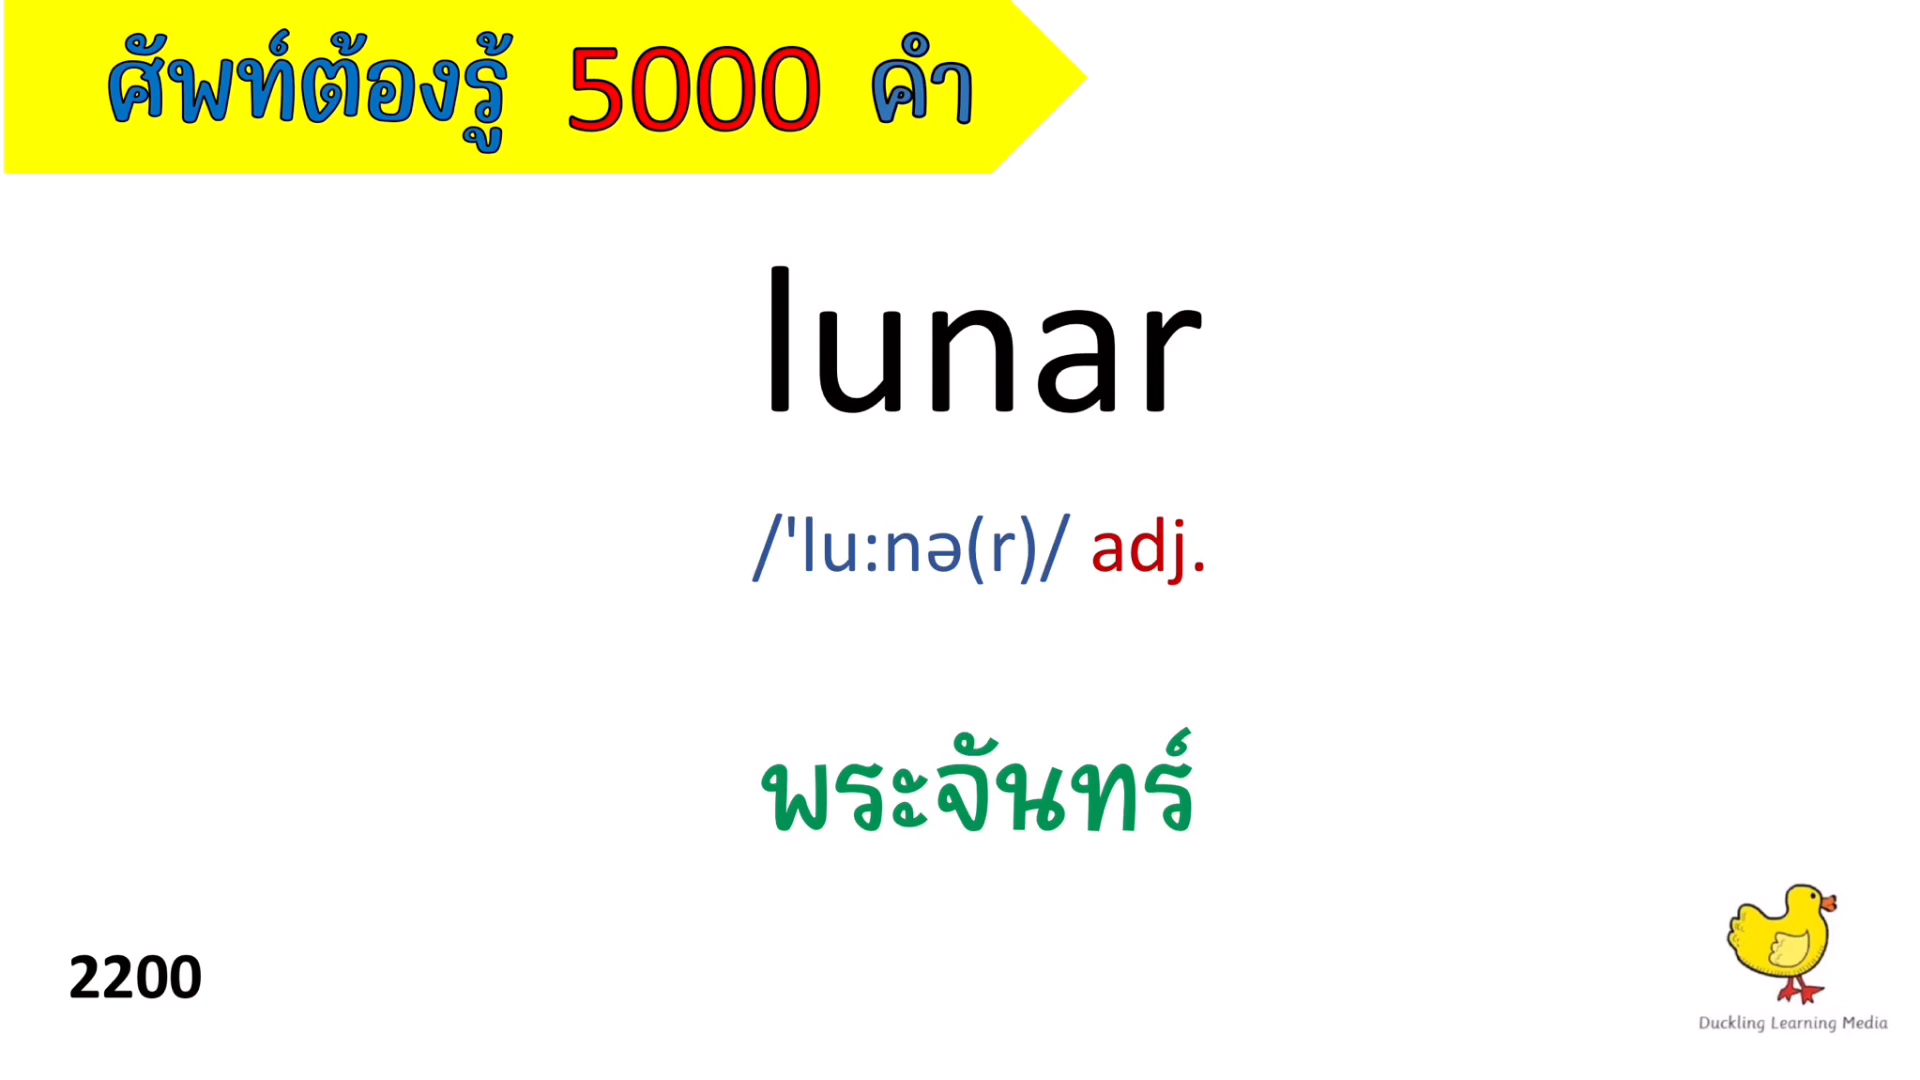 ศัพท์ต้องรู้ 5000 คำ
lunar
/'lu:nə(r)/ adj.
พระจันทร์
2200
Duckling Learning Media